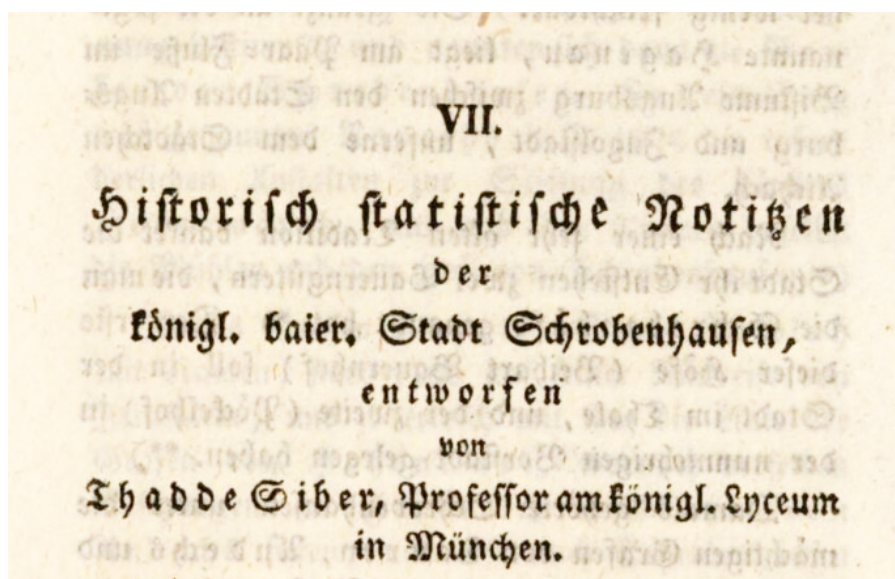 VII.
Hiſtoriſch ſtatiſtiſche Notitzen
der
königl. baier. Stadt Schrobenhauſen,
entworfen
von
Thadde Siber, Profeſſor am königl. Lyceum
in München.